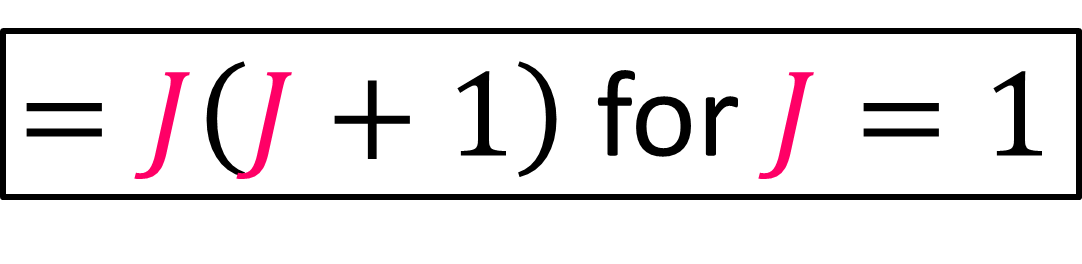 = J(J + 1) for J = 1